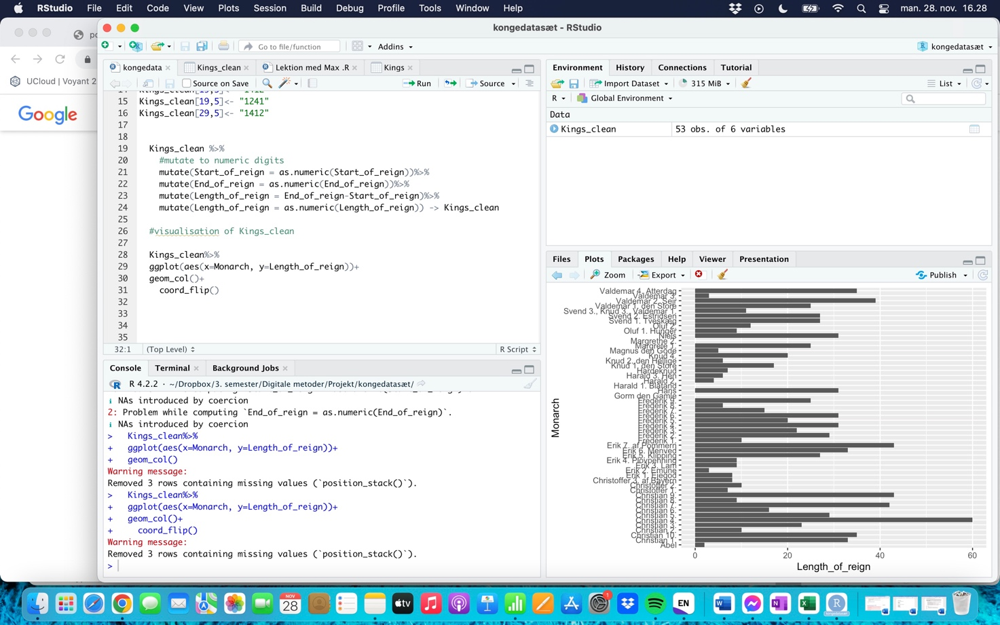 RStudio File Edit Code View Plots Session Build Debug Profile Tools Window Help man. 28. nov. 16.28
kongedatasæt - RStudio
Go to file/function Addins kongedatasæt
UCloud | Voyant 2
Google
kongedata Kings_clean Lektion med Max .R Kings
Source on Save Run Source
15 Kings_clean[19,5]<- "1241"
16 Kings_clean[29,5]<- "1412"
17
18
19 Kings_clean %>%
20 #mutate to numeric digits
21 mutate(Start_of_reign = as.numeric(Start_of_reign))%>%
22 mutate(End_of_reign = as.numeric(End_of_reign))%>%
23 mutate(Length_of_reign = End_of_reign-Start_of_reign)%>%
24 mutate(Length_of_reign = as.numeric(Length_of_reign)) -> Kings_clean
25
26 #visualisation of Kings_clean
27
28 Kings_clean%>%
29 ggplot(aes(x=Monarch, y=Length_of_reign))+
30 geom_col()+
31 coord_flip()
32
33
34
35
32:1 (Top Level) R Script
Console Terminal Background Jobs
R 4.2.2 · ~/Dropbox/3. semester/Digitale metoder/Projekt/kongedatasæt/
i NAs introduced by coercion
2: Problem while computing `End_of_reign = as.numeric(End_of_reign)`.
i NAs introduced by coercion
> Kings_clean%>%
+ ggplot(aes(x=Monarch, y=Length_of_reign))+
+ geom_col()
Warning message:
Removed 3 rows containing missing values (`position_stack()`).
> Kings_clean%>%
+ ggplot(aes(x=Monarch, y=Length_of_reign))+
+ geom_col()+
+ coord_flip()
Warning message:
Removed 3 rows containing missing values (`position_stack()`).
>
Environment History Connections Tutorial
Import Dataset 315 MiB List
R Global Environment
Data
Kings_clean 53 obs. of 6 variables
Files Plots Packages Help Viewer Presentation
Zoom Export Publish
Monarch
Valdemar 4. Atterdag
Valdemar 3.
Valdemar 2. Sejr
Valdemar 1. den Store
Svend 3., Knud 3., Valdemar 1.
Svend 2. Estridsen
Svend 1. Tveskæg
Oluf 2.
Oluf 1. Hunger
Niels
Margrethe 2.
Margrete 1.
Magnus den Gode
Knud 4.
Knud 2. den Hellige
Knud 1. den Store
Hardeknud
Harald 3. Hen
Harald 2.
Harald 1. Blåtand
Hans
Gorm den Gamle
Frederik 9.
Frederik 8.
Frederik 7.
Frederik 6.
Frederik 5.
Frederik 4.
Frederik 3.
Frederik 2.
Frederik 1.
Erik 7. af Pommern
Erik 6. Menved
Erik 5. Klipping
Erik 4. Plovpenning
Erik 3. Lam
Erik 2. Emune
Erik 1. Ejegod
Christoffer 3. af Bayern
Christoffer 2.
Christoffer 1.
Christian 9.
Christian 8.
Christian 7.
Christian 6.
Christian 5.
Christian 4.
Christian 3.
Christian 2.
Christian 10.
Christian 1.
Abel
0 20 40 60
Length_of_reign
NOV
28
tv
1
EN